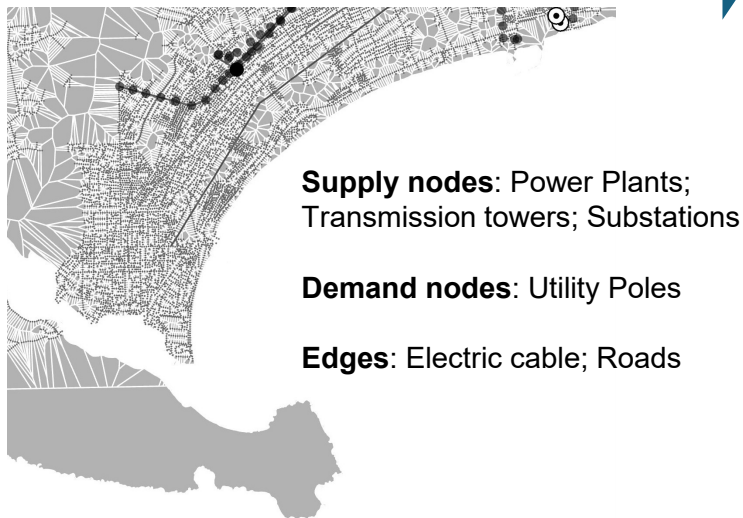 Supply nodes: Power Plants;
Transmission towers; Substations
Demand nodes: Utility Poles
Edges: Electric cable; Roads